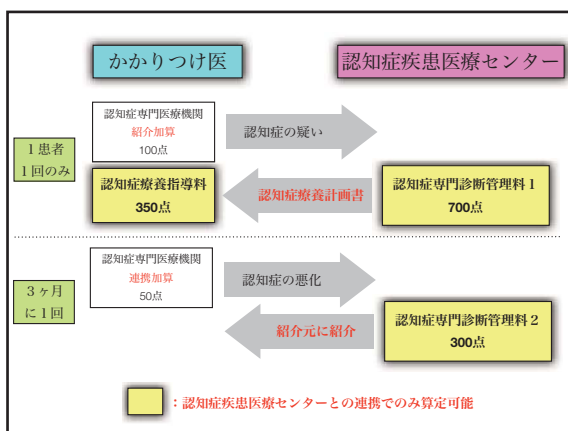 かかりつけ医
認知症疾患医療センター
1患者
1回のみ
認知症専門医療機関
紹介加算
100点
認知症の疑い
認知症療養指導料
350点
認知症療養計画書
認知症専門診断管理料1
700点
3ヶ月
に1回
認知症専門医療機関
連携加算
50点
認知症の悪化
紹介元に紹介
認知症専門診断管理料2
300点
：認知症疾患医療センターとの連携でのみ算定可能